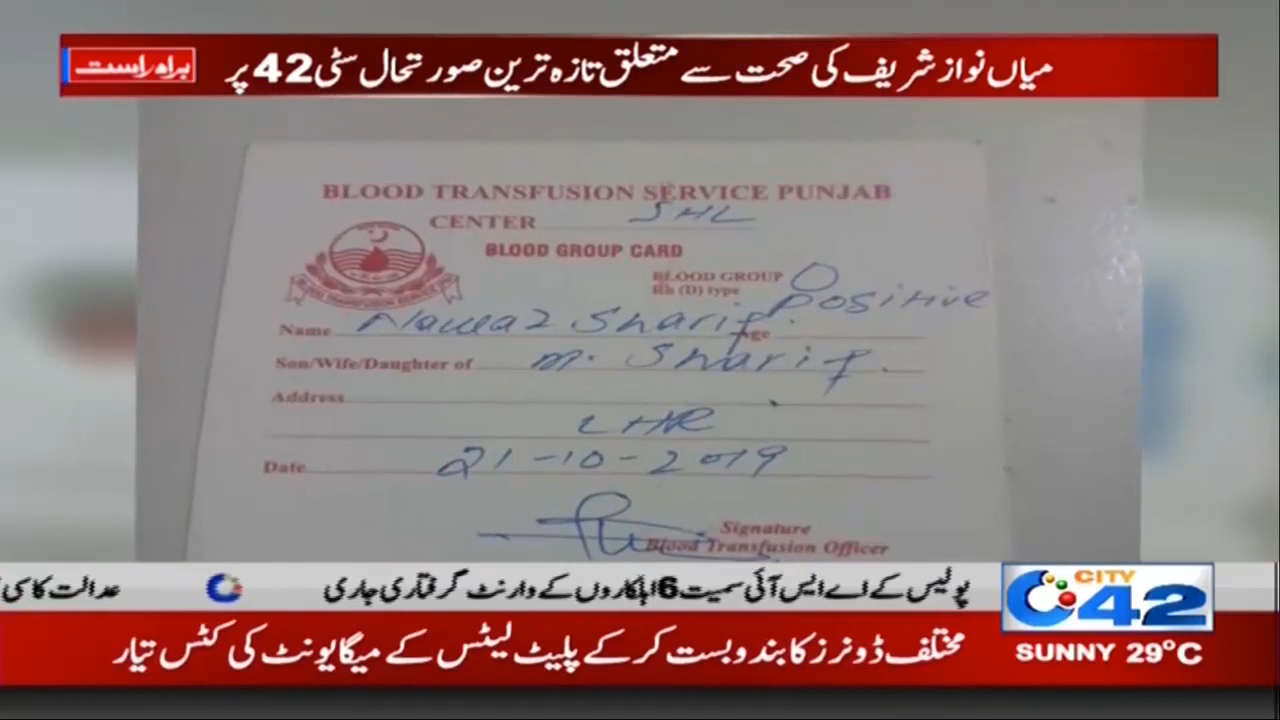 براہ راست
میاں نواز شریف کی صحت سے متعلق تازہ ترین صورتحال سٹی 42 پر
BLOOD TRANSFUSION SERVICE PUNJAB
CENTER SHL
BLOOD GROUP CARD
BLOOD GROUP O
Rh (D) type Positive
Name Nawaz Sharif. Age
Son/Wife/Daughter of M. Sharif.
Address
LHR
Date 21-10-2019
Signature
Blood Transfusion Officer
پولیس کے اے ایس آئی سمیت 6 اہلکاروں کے وارنٹ گرفتاری جاری
عدالت کا سی
CITY
42
مختلف ڈونرز کا بندوبست کر کے پلیٹ لیٹس کے میگا یونٹ کی کٹس تیار
SUNNY 29°C